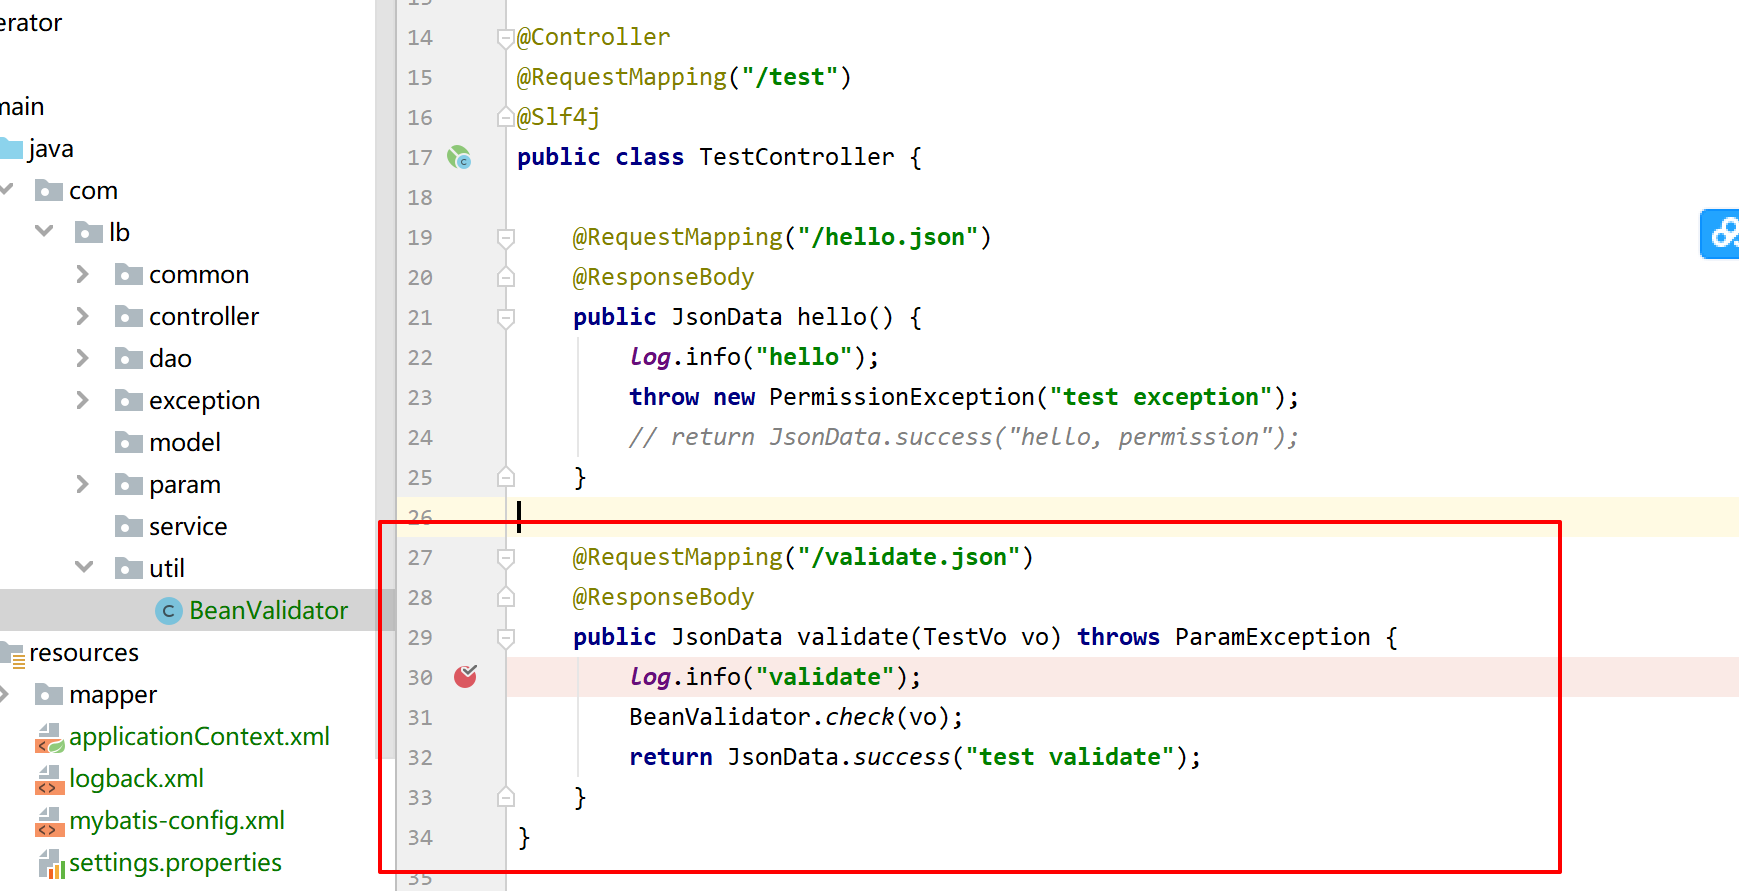 erator
main
java
com
lb
common
controller
dao
exception
model
param
service
util
BeanValidator
resources
mapper
applicationContext.xml
logback.xml
mybatis-config.xml
settings.properties
14 @Controller
15 @RequestMapping("/test")
16 @Slf4j
17 public class TestController {
18
19 @RequestMapping("/hello.json")
20 @ResponseBody
21 public JsonData hello() {
22 log.info("hello");
23 throw new PermissionException("test exception");
24 // return JsonData.success("hello, permission");
25 }
26
27 @RequestMapping("/validate.json")
28 @ResponseBody
29 public JsonData validate(TestVo vo) throws ParamException {
30 log.info("validate");
31 BeanValidator.check(vo);
32 return JsonData.success("test validate");
33 }
34 }
35